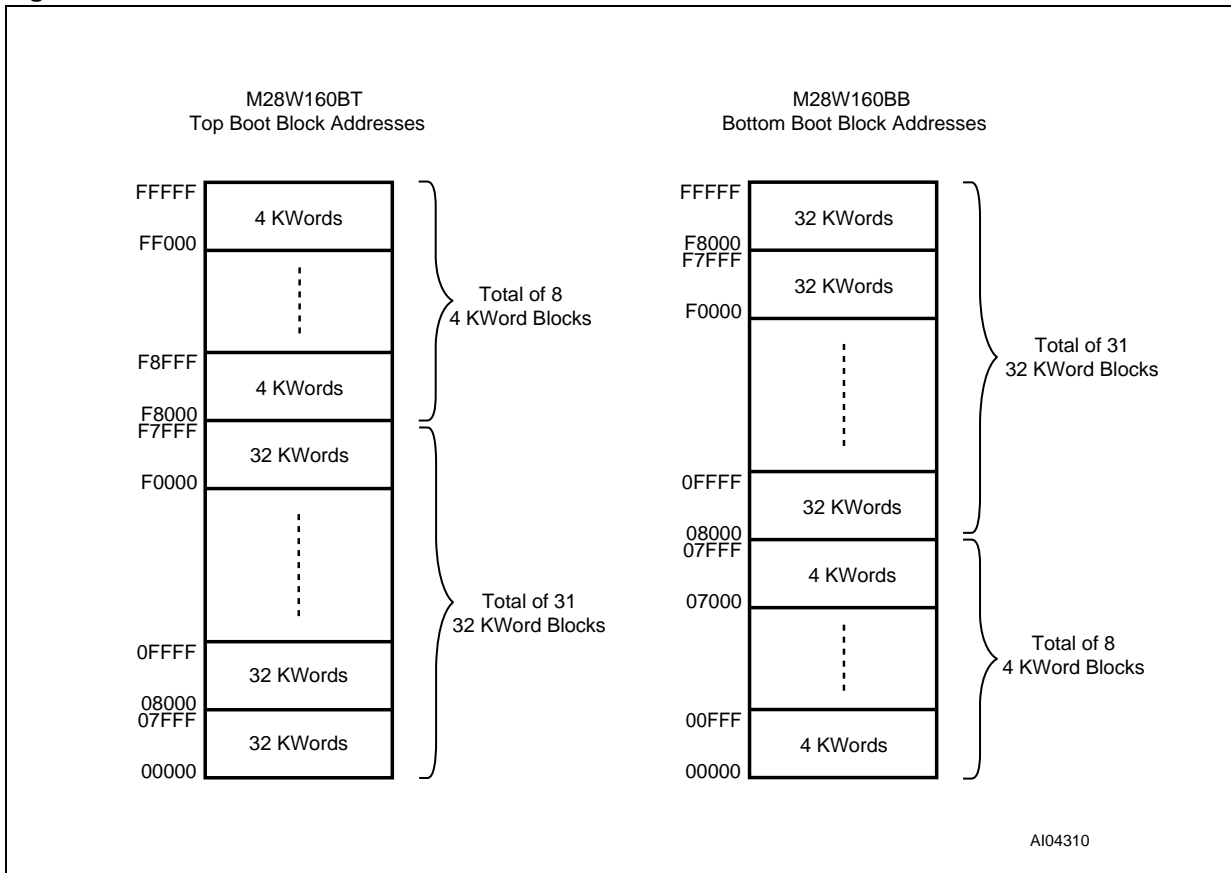 M28W160BT
Top Boot Block Addresses
FFFFF
4 KWords
FF000
Total of 8
4 KWord Blocks
F8FFF
4 KWords
F8000
F7FFF
32 KWords
F0000
Total of 31
32 KWord Blocks
0FFFF
32 KWords
08000
07FFF
32 KWords
00000
M28W160BB
Bottom Boot Block Addresses
FFFFF
32 KWords
F8000
F7FFF
32 KWords
F0000
Total of 31
32 KWord Blocks
0FFFF
32 KWords
08000
07FFF
4 KWords
07000
Total of 8
4 KWord Blocks
00FFF
4 KWords
00000
AI04310